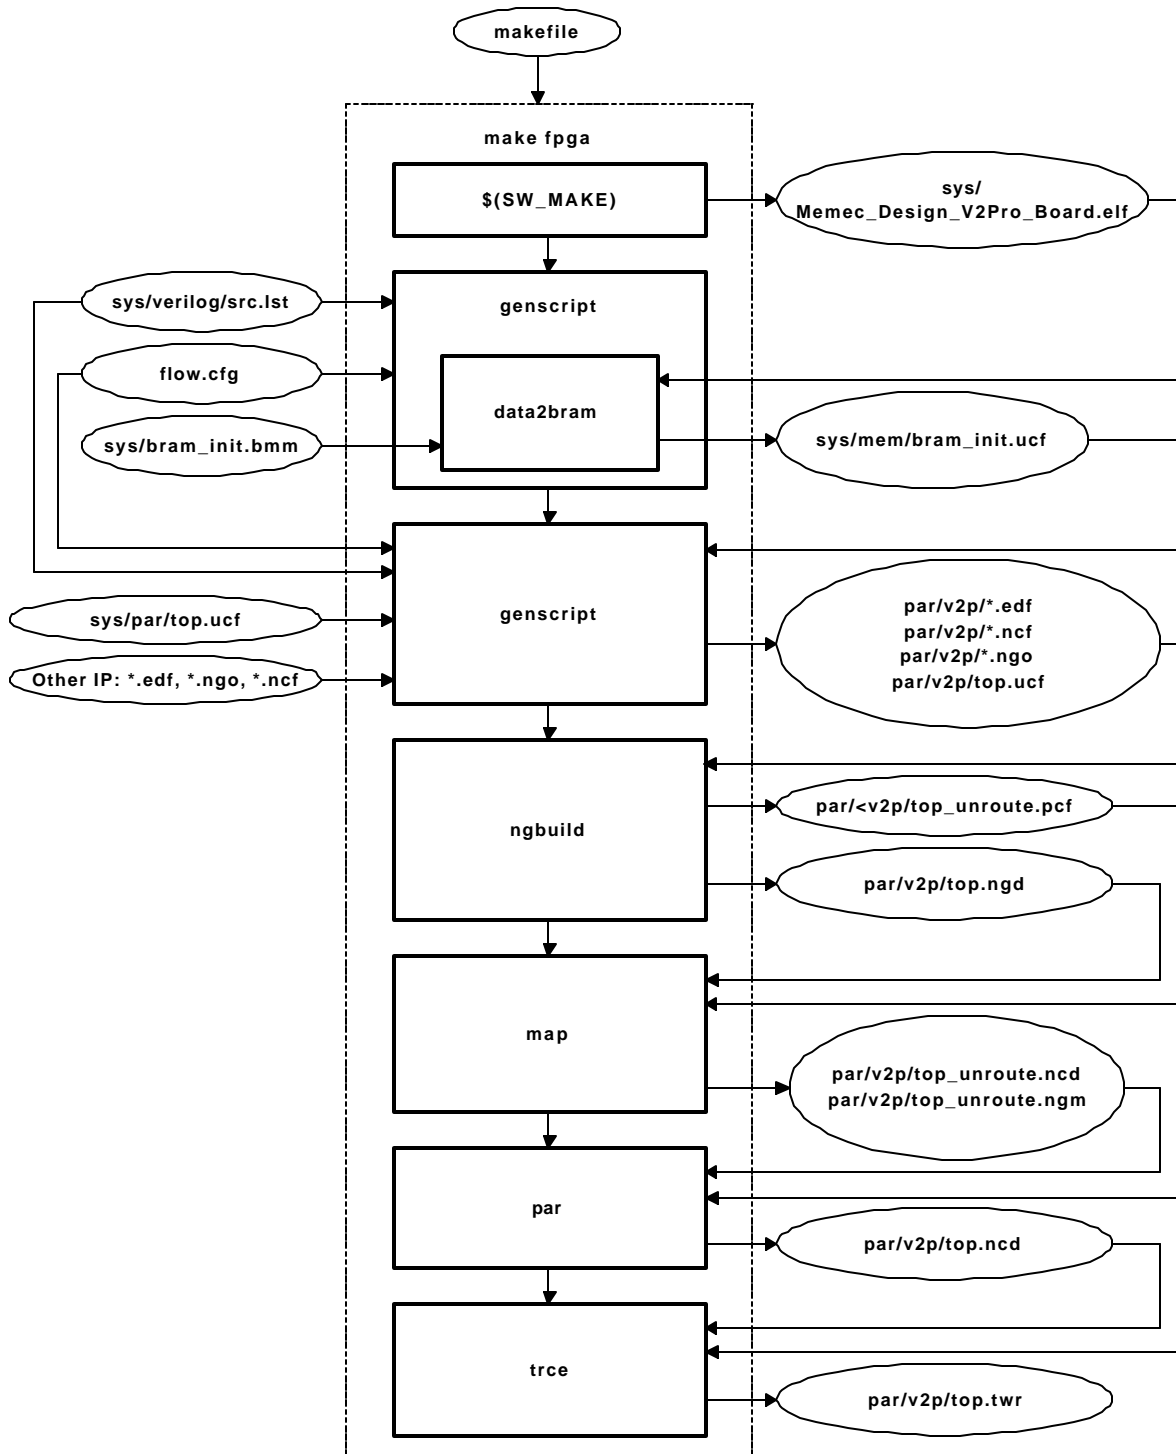 makefile
make fpga
$(SW_MAKE)
sys/
Memec_Design_V2Pro_Board.elf
sys/verilog/src.lst
genscript
flow.cfg
data2bram
sys/bram_init.bmm
sys/mem/bram_init.ucf
genscript
sys/par/top.ucf
Other IP: *.edf, *.ngo, *.ncf
par/v2p/*.edf
par/v2p/*.ncf
par/v2p/*.ngo
par/v2p/top.ucf
ngbuild
par/<v2p/top_unroute.pcf
par/v2p/top.ngd
map
par/v2p/top_unroute.ncd
par/v2p/top_unroute.ngm
par
par/v2p/top.ncd
trce
par/v2p/top.twr